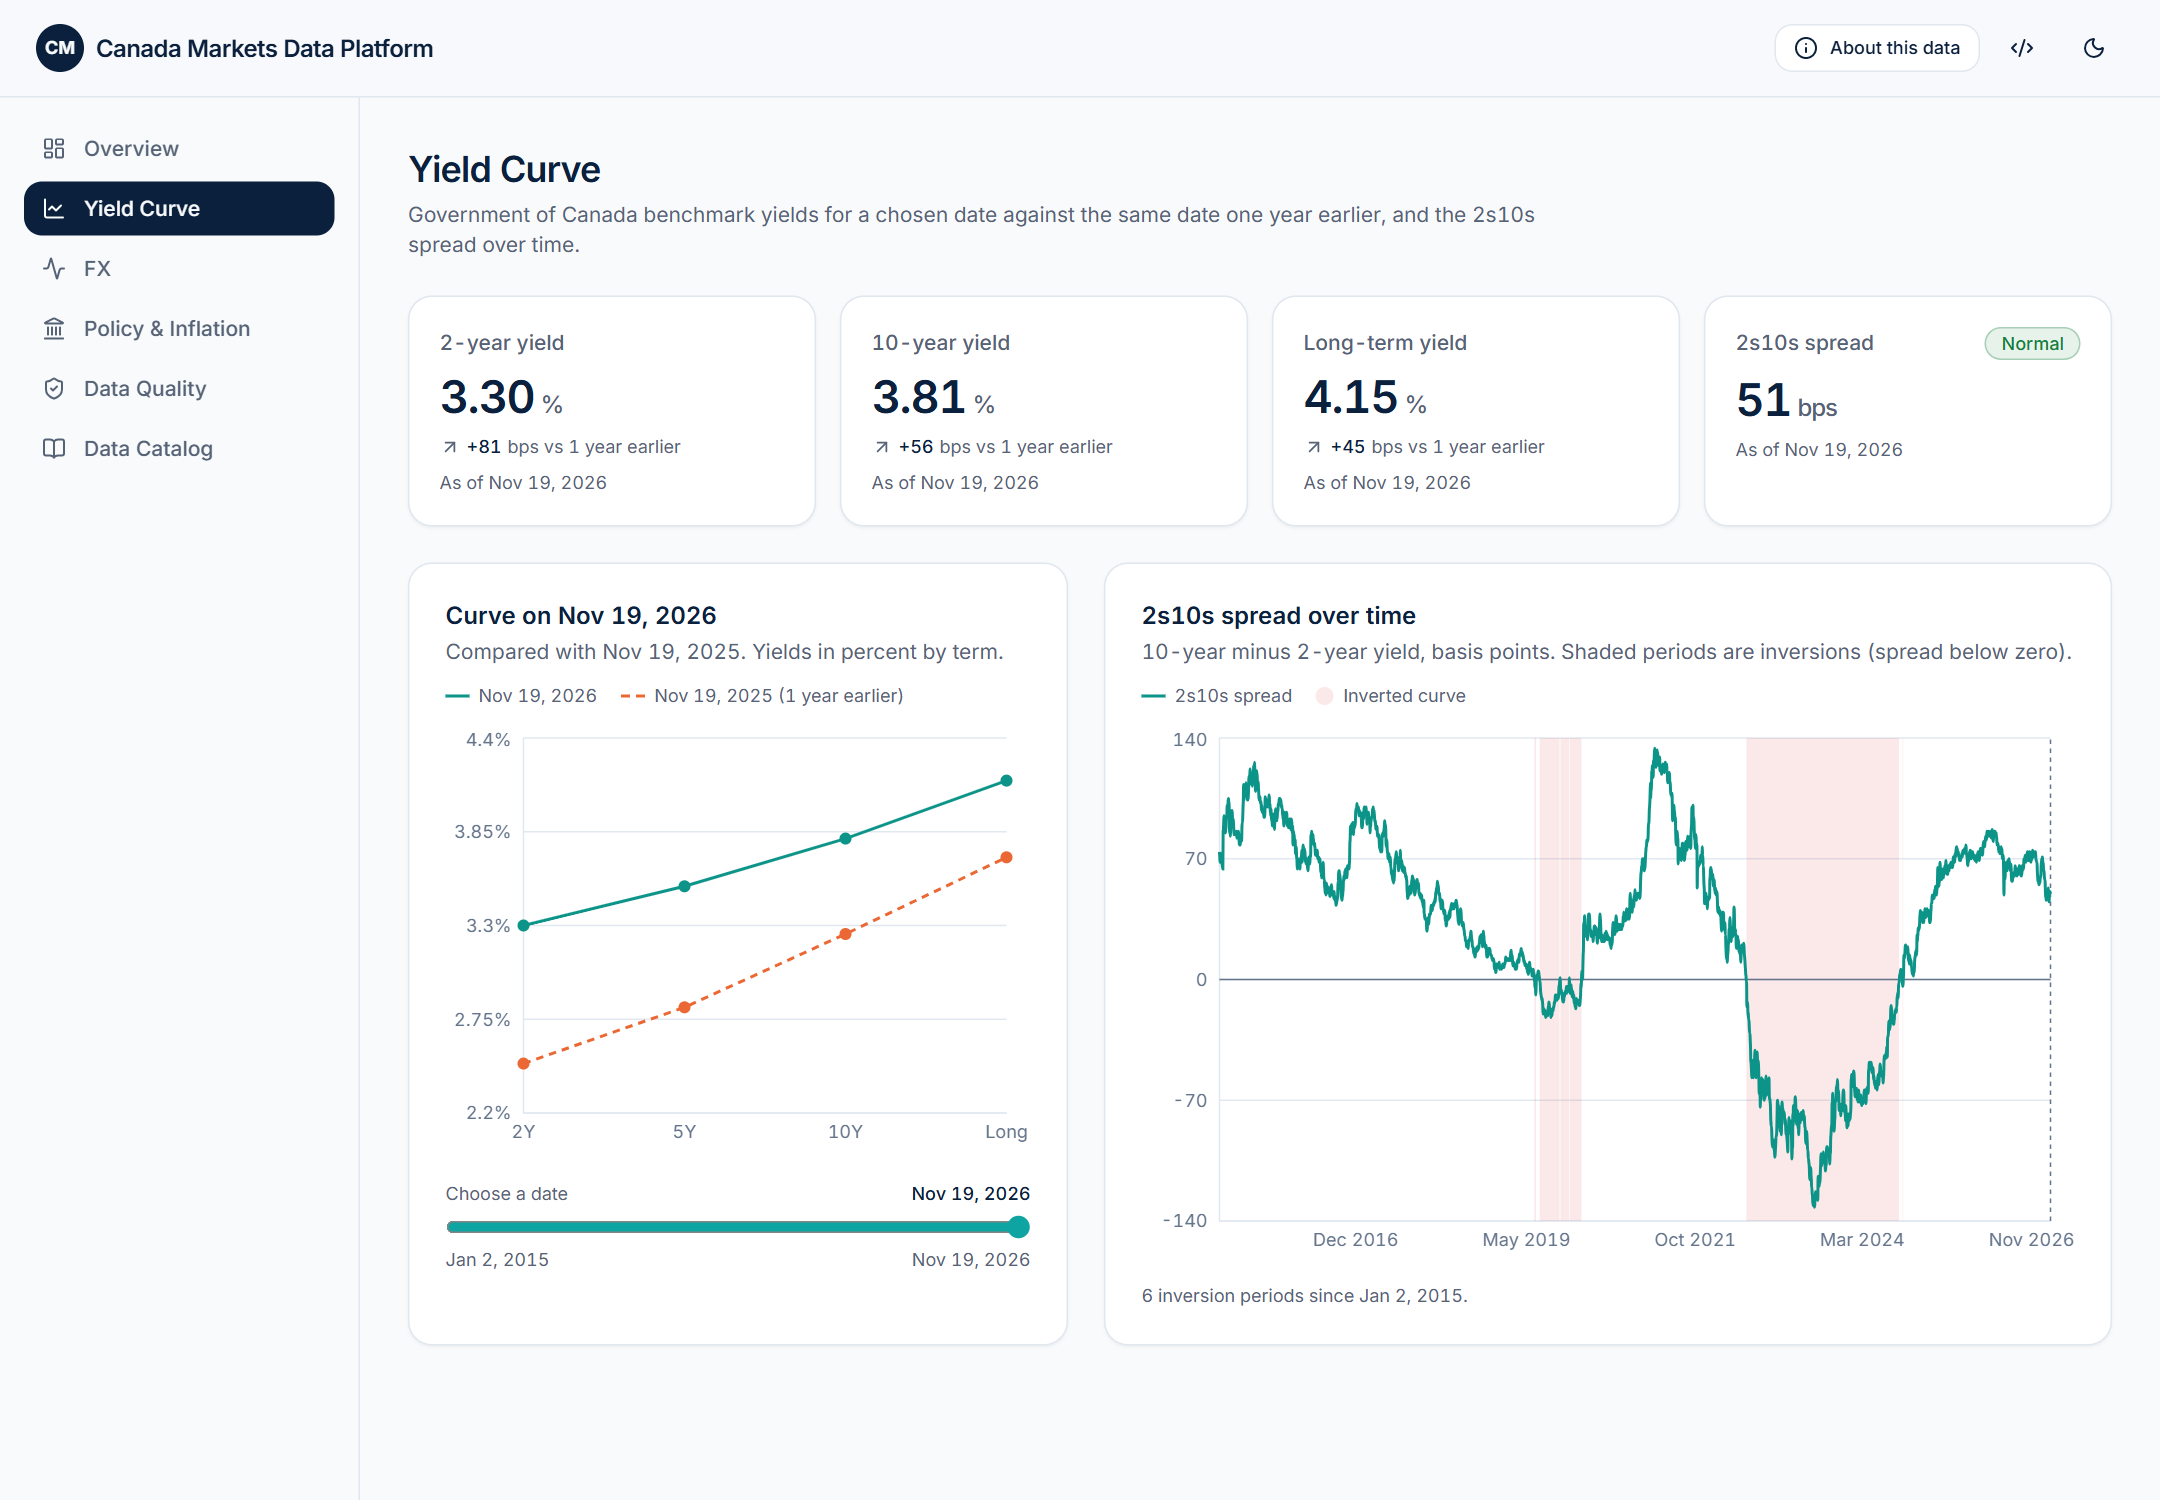 CM Canada Markets Data Platform
About this data
Overview
Yield Curve
FX
Policy & Inflation
Data Quality
Data Catalog
Yield Curve
Government of Canada benchmark yields for a chosen date against the same date one year earlier, and the 2s10s
spread over time.
2-year yield
3.30 %
+81 bps vs 1 year earlier
As of Nov 19, 2026
10-year yield
3.81 %
+56 bps vs 1 year earlier
As of Nov 19, 2026
Long-term yield
4.15 %
+45 bps vs 1 year earlier
As of Nov 19, 2026
2s10s spread
Normal
51 bps
As of Nov 19, 2026
Curve on Nov 19, 2026
Compared with Nov 19, 2025. Yields in percent by term.
Nov 19, 2026
Nov 19, 2025 (1 year earlier)
4.4%
3.85%
3.3%
2.75%
2.2%
2Y 5Y 10Y Long
Choose a date
Nov 19, 2026
Jan 2, 2015
Nov 19, 2026
2s10s spread over time
10-year minus 2-year yield, basis points. Shaded periods are inversions (spread below zero).
2s10s spread
Inverted curve
140
70
0
-70
-140
Dec 2016 May 2019 Oct 2021 Mar 2024 Nov 2026
6 inversion periods since Jan 2, 2015.